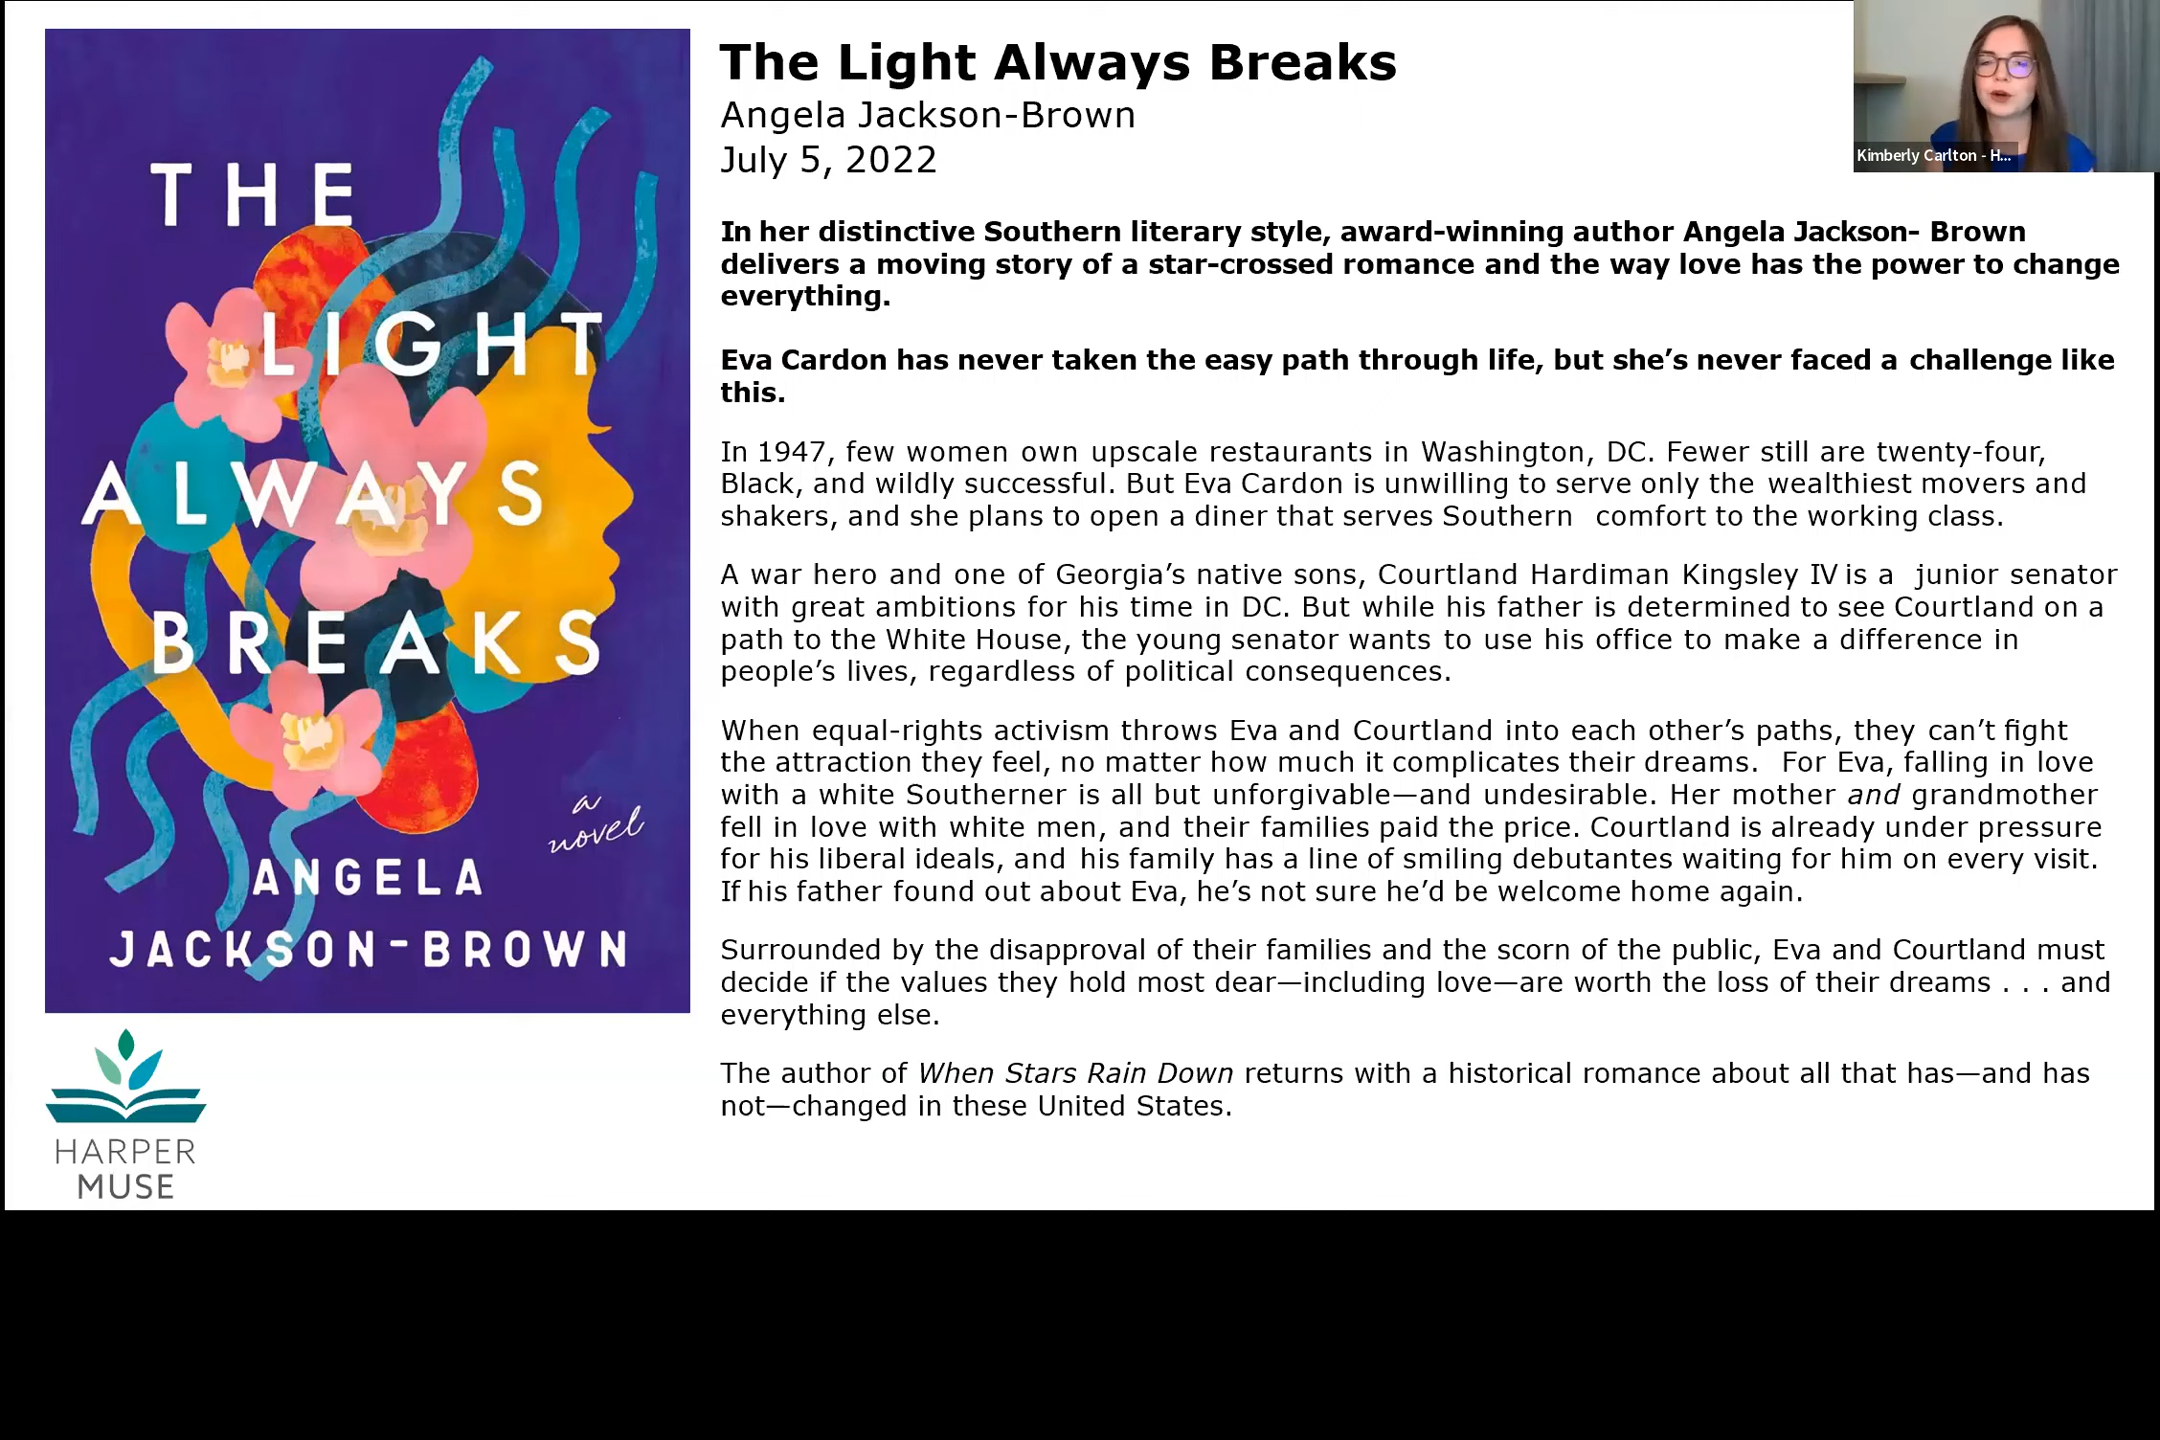 THE
LIGHT
ALWAYS
BREAKS
a
novel
ANGELA
JACKSON-BROWN
HARPER
MUSE
The Light Always Breaks
Angela Jackson-Brown
July 5, 2022
In her distinctive Southern literary style, award-winning author Angela Jackson- Brown
delivers a moving story of a star-crossed romance and the way love has the power to change
everything.
Eva Cardon has never taken the easy path through life, but she’s never faced a challenge like
this.
In 1947, few women own upscale restaurants in Washington, DC. Fewer still are twenty-four,
Black, and wildly successful. But Eva Cardon is unwilling to serve only the wealthiest movers and
shakers, and she plans to open a diner that serves Southern comfort to the working class.
A war hero and one of Georgia’s native sons, Courtland Hardiman Kingsley IV is a junior senator
with great ambitions for his time in DC. But while his father is determined to see Courtland on a
path to the White House, the young senator wants to use his office to make a difference in
people’s lives, regardless of political consequences.
When equal-rights activism throws Eva and Courtland into each other’s paths, they can’t fight
the attraction they feel, no matter how much it complicates their dreams. For Eva, falling in love
with a white Southerner is all but unforgivable—and undesirable. Her mother and grandmother
fell in love with white men, and their families paid the price. Courtland is already under pressure
for his liberal ideals, and his family has a line of smiling debutantes waiting for him on every visit.
If his father found out about Eva, he’s not sure he’d be welcome home again.
Surrounded by the disapproval of their families and the scorn of the public, Eva and Courtland must
decide if the values they hold most dear—including love—are worth the loss of their dreams . . . and
everything else.
The author of When Stars Rain Down returns with a historical romance about all that has—and has
not—changed in these United States.
Kimberly Carlton - H...